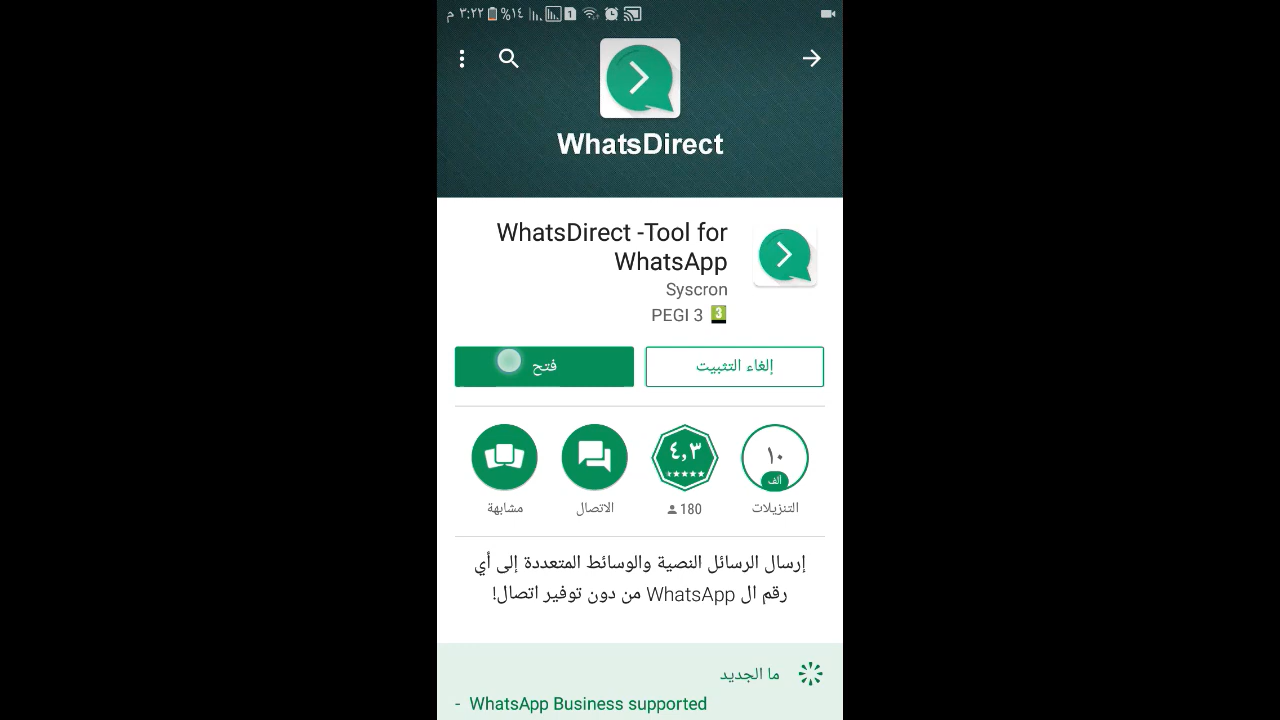 ٣:٢٢ م %١٤ 1
WhatsDirect
WhatsDirect -Tool for
WhatsApp
Syscron
PEGI 3 3
إلغاء التثبيت
فتح
١٠
ألف
التنزيلات
٤٫٣
180
الاتصال
مشابهة
إرسال الرسائل النصية والوسائط المتعددة إلى أي
رقم ال WhatsApp من دون توفير اتصال!
ما الجديد
- WhatsApp Business supported